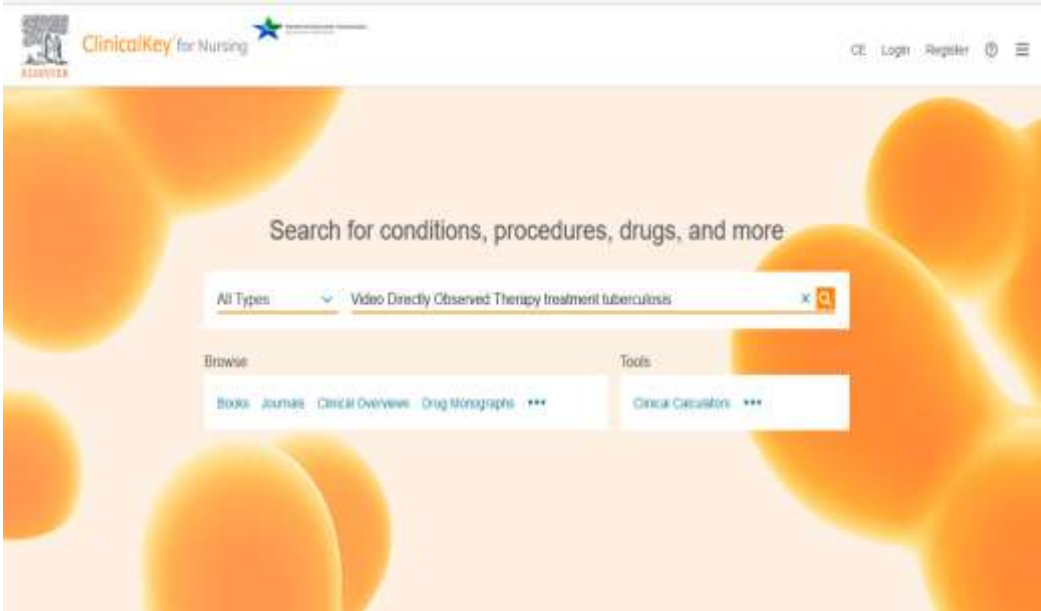 ELSEVIER
ClinicalKey® for Nursing
CE Login Register
Search for conditions, procedures, drugs, and more
All Types Video Directly Observed Therapy treatment tuberculosis X
Browse Tools
Books Journals Clinical Overviews Drug Monographs ••• Clinical Calculators •••